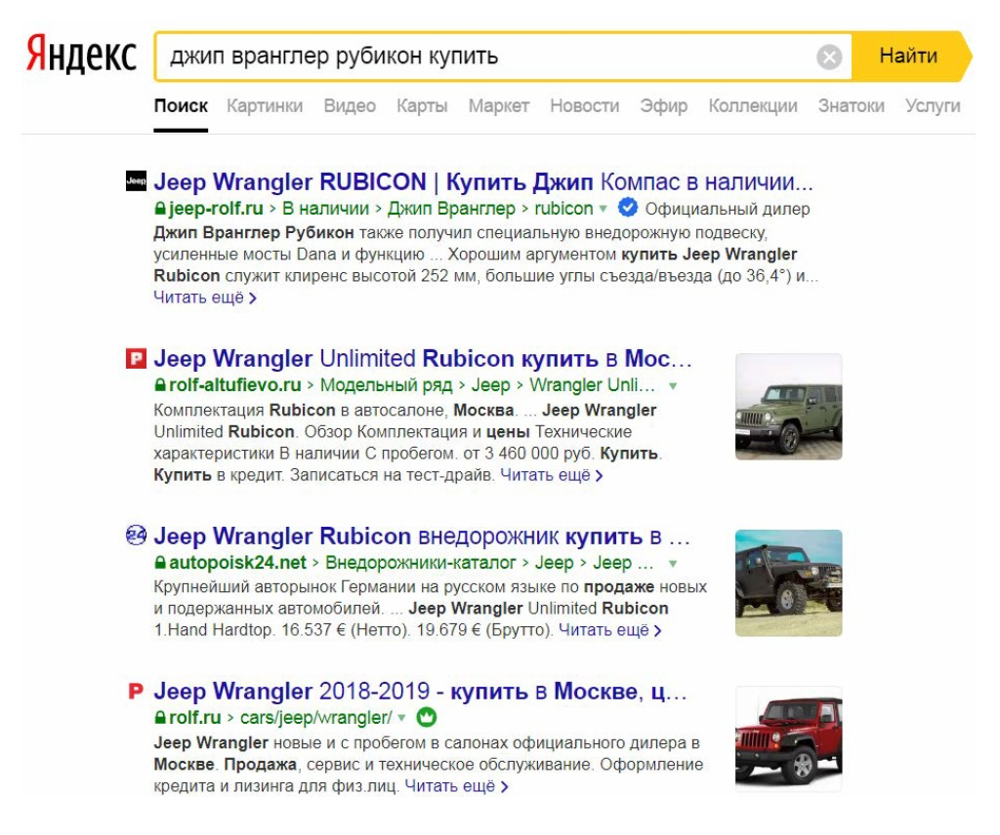 Яндекс джип вранглер рубикон купить Найти
Поиск Картинки Видео Карты Маркет Новости Эфир Коллекции Знатоки Услуги
Jeep Jeep Wrangler RUBICON | Купить Джип Компас в наличии...
jeep-rolf.ru > В наличии > Джип Вранглер > rubicon Официальный дилер
Джип Вранглер Рубикон также получил специальную внедорожную подвеску,
усиленные мосты Dana и функцию ... Хорошим аргументом купить Jeep Wrangler
Rubicon служит клиренс высотой 252 мм, большие углы съезда/въезда (до 36,4°) и...
Читать ещё >
P Jeep Wrangler Unlimited Rubicon купить в Мос...
rolf-altufievo.ru > Модельный ряд > Jeep > Wrangler Unli...
Комплектация Rubicon в автосалоне, Москва. ... Jeep Wrangler
Unlimited Rubicon. Обзор Комплектация и цены Технические
характеристики В наличии С пробегом. от 3 460 000 руб. Купить.
Купить в кредит. Записаться на тест-драйв. Читать ещё >
24 Jeep Wrangler Rubicon внедорожник купить в ...
autopoisk24.net > Внедорожники-каталог > Jeep > Jeep ...
Крупнейший авторынок Германии на русском языке по продаже новых
и подержанных автомобилей. ... Jeep Wrangler Unlimited Rubicon
1.Hand Hardtop. 16.537 € (Нетто). 19.679 € (Брутто). Читать ещё >
P Jeep Wrangler 2018-2019 - купить в Москве, ц...
rolf.ru > cars/jeep/wrangler/
Jeep Wrangler новые и с пробегом в салонах официального дилера в
Москве. Продажа, сервис и техническое обслуживание. Оформление
кредита и лизинга для физ.лиц. Читать ещё >